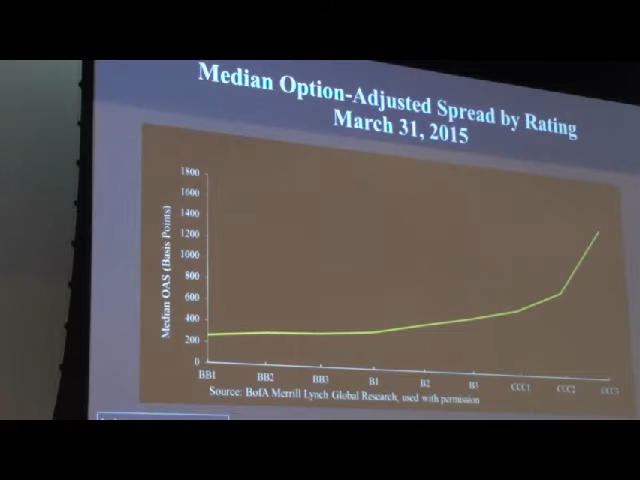 Median Option-Adjusted Spread by Rating
March 31, 2015
Median OAS (Basis Points)
1800
1600
1400
1200
1000
800
600
400
200
0
BB1 BB2 BB3 B1 B2 B3 CCC1 CCC2 CCC3
Source: BofA Merrill Lynch Global Research, used with permission